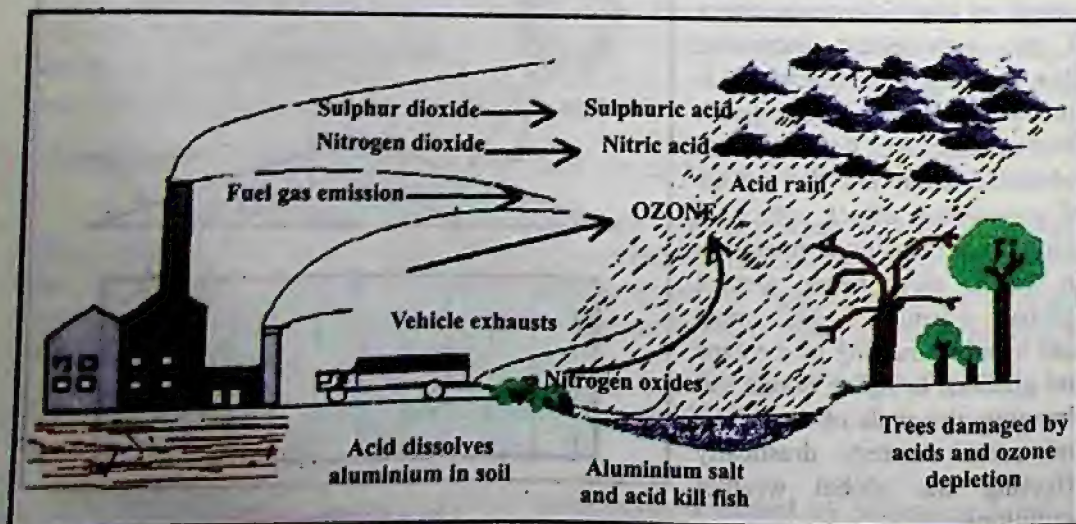 Sulphur dioxide
Sulphuric acid
Nitrogen dioxide
Nitric acid
Fuel gas emission
Acid rain
OZONE
Vehicle exhausts
Nitrogen oxides
Acid dissolves
aluminium in soil
Aluminium salt
and acid kill fish
Trees damaged by
acids and ozone
depletion